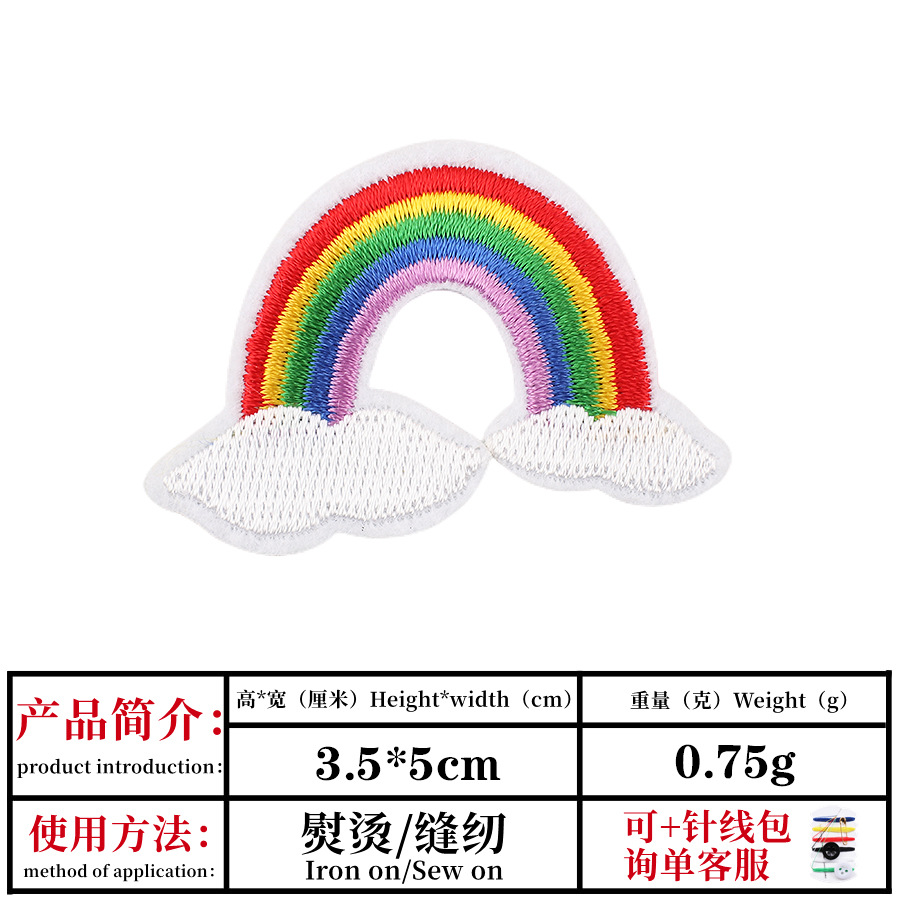 产品简介：
product introduction：
高*宽（厘米）Height*width（cm）
重量（克）Weight（g）
3.5*5cm
0.75g
使用方法：
method of application：
熨烫/缝纫
Iron on/Sew on
可+针线包
询单客服